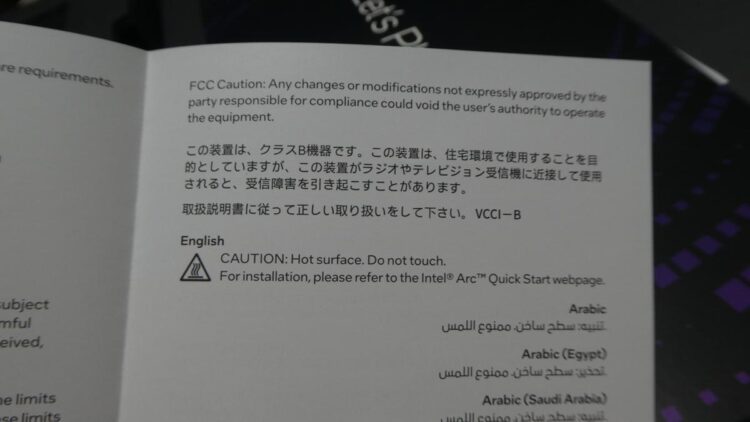 Let's Pl
re requirements.
FCC Caution: Any changes or modifications not expressly approved by the
party responsible for compliance could void the user's authority to operate
the equipment.
この装置は、クラスB機器です。この装置は、住宅環境で使用することを目
的としていますが、この装置がラジオやテレビジョン受信機に近接して使用
されると、受信障害を引き起こすことがあります。
取扱説明書に従って正しい取り扱いをして下さい。VCCI－B
English
CAUTION: Hot surface. Do not touch.
For installation, please refer to the Intel® Arc™ Quick Start webpage.
Arabic
تنبيه: سطح ساخن. ممنوع اللمس.
Arabic (Egypt)
تحذير: سطح ساخن. ممنوع اللمس.
Arabic (Saudi Arabia)
تنبيه: سطح ساخن. ممنوع اللمس.
subject
mful
ceived,
e limits
se limits